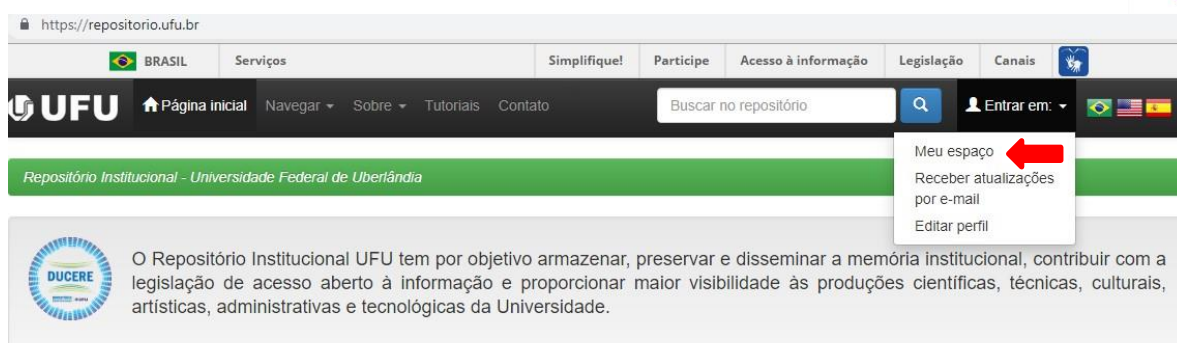 https://repositorio.ufu.br
BRASIL Serviços Simplifique! Participe Acesso à informação Legislação Canais
UFU Página inicial Navegar Sobre Tutoriais Contato Buscar no repositório Entrar em:
Meu espaço
Repositório Institucional - Universidade Federal de Uberlândia
Receber atualizações
por e-mail
Editar perfil
DUCERE
O Repositório Institucional UFU tem por objetivo armazenar, preservar e disseminar a memória institucional, contribuir com a
legislação de acesso aberto à informação e proporcionar maior visibilidade às produções científicas, técnicas, culturais,
artísticas, administrativas e tecnológicas da Universidade.